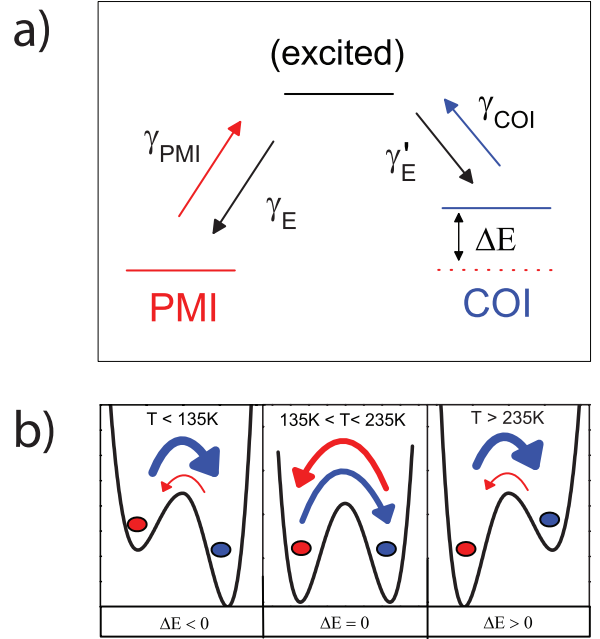 a)
(excited)
γPMI
γE
γ'E
γCOI
ΔE
PMI
COI
b)
T < 135K
135K < T< 235K
T > 235K
ΔE < 0
ΔE = 0
ΔE > 0